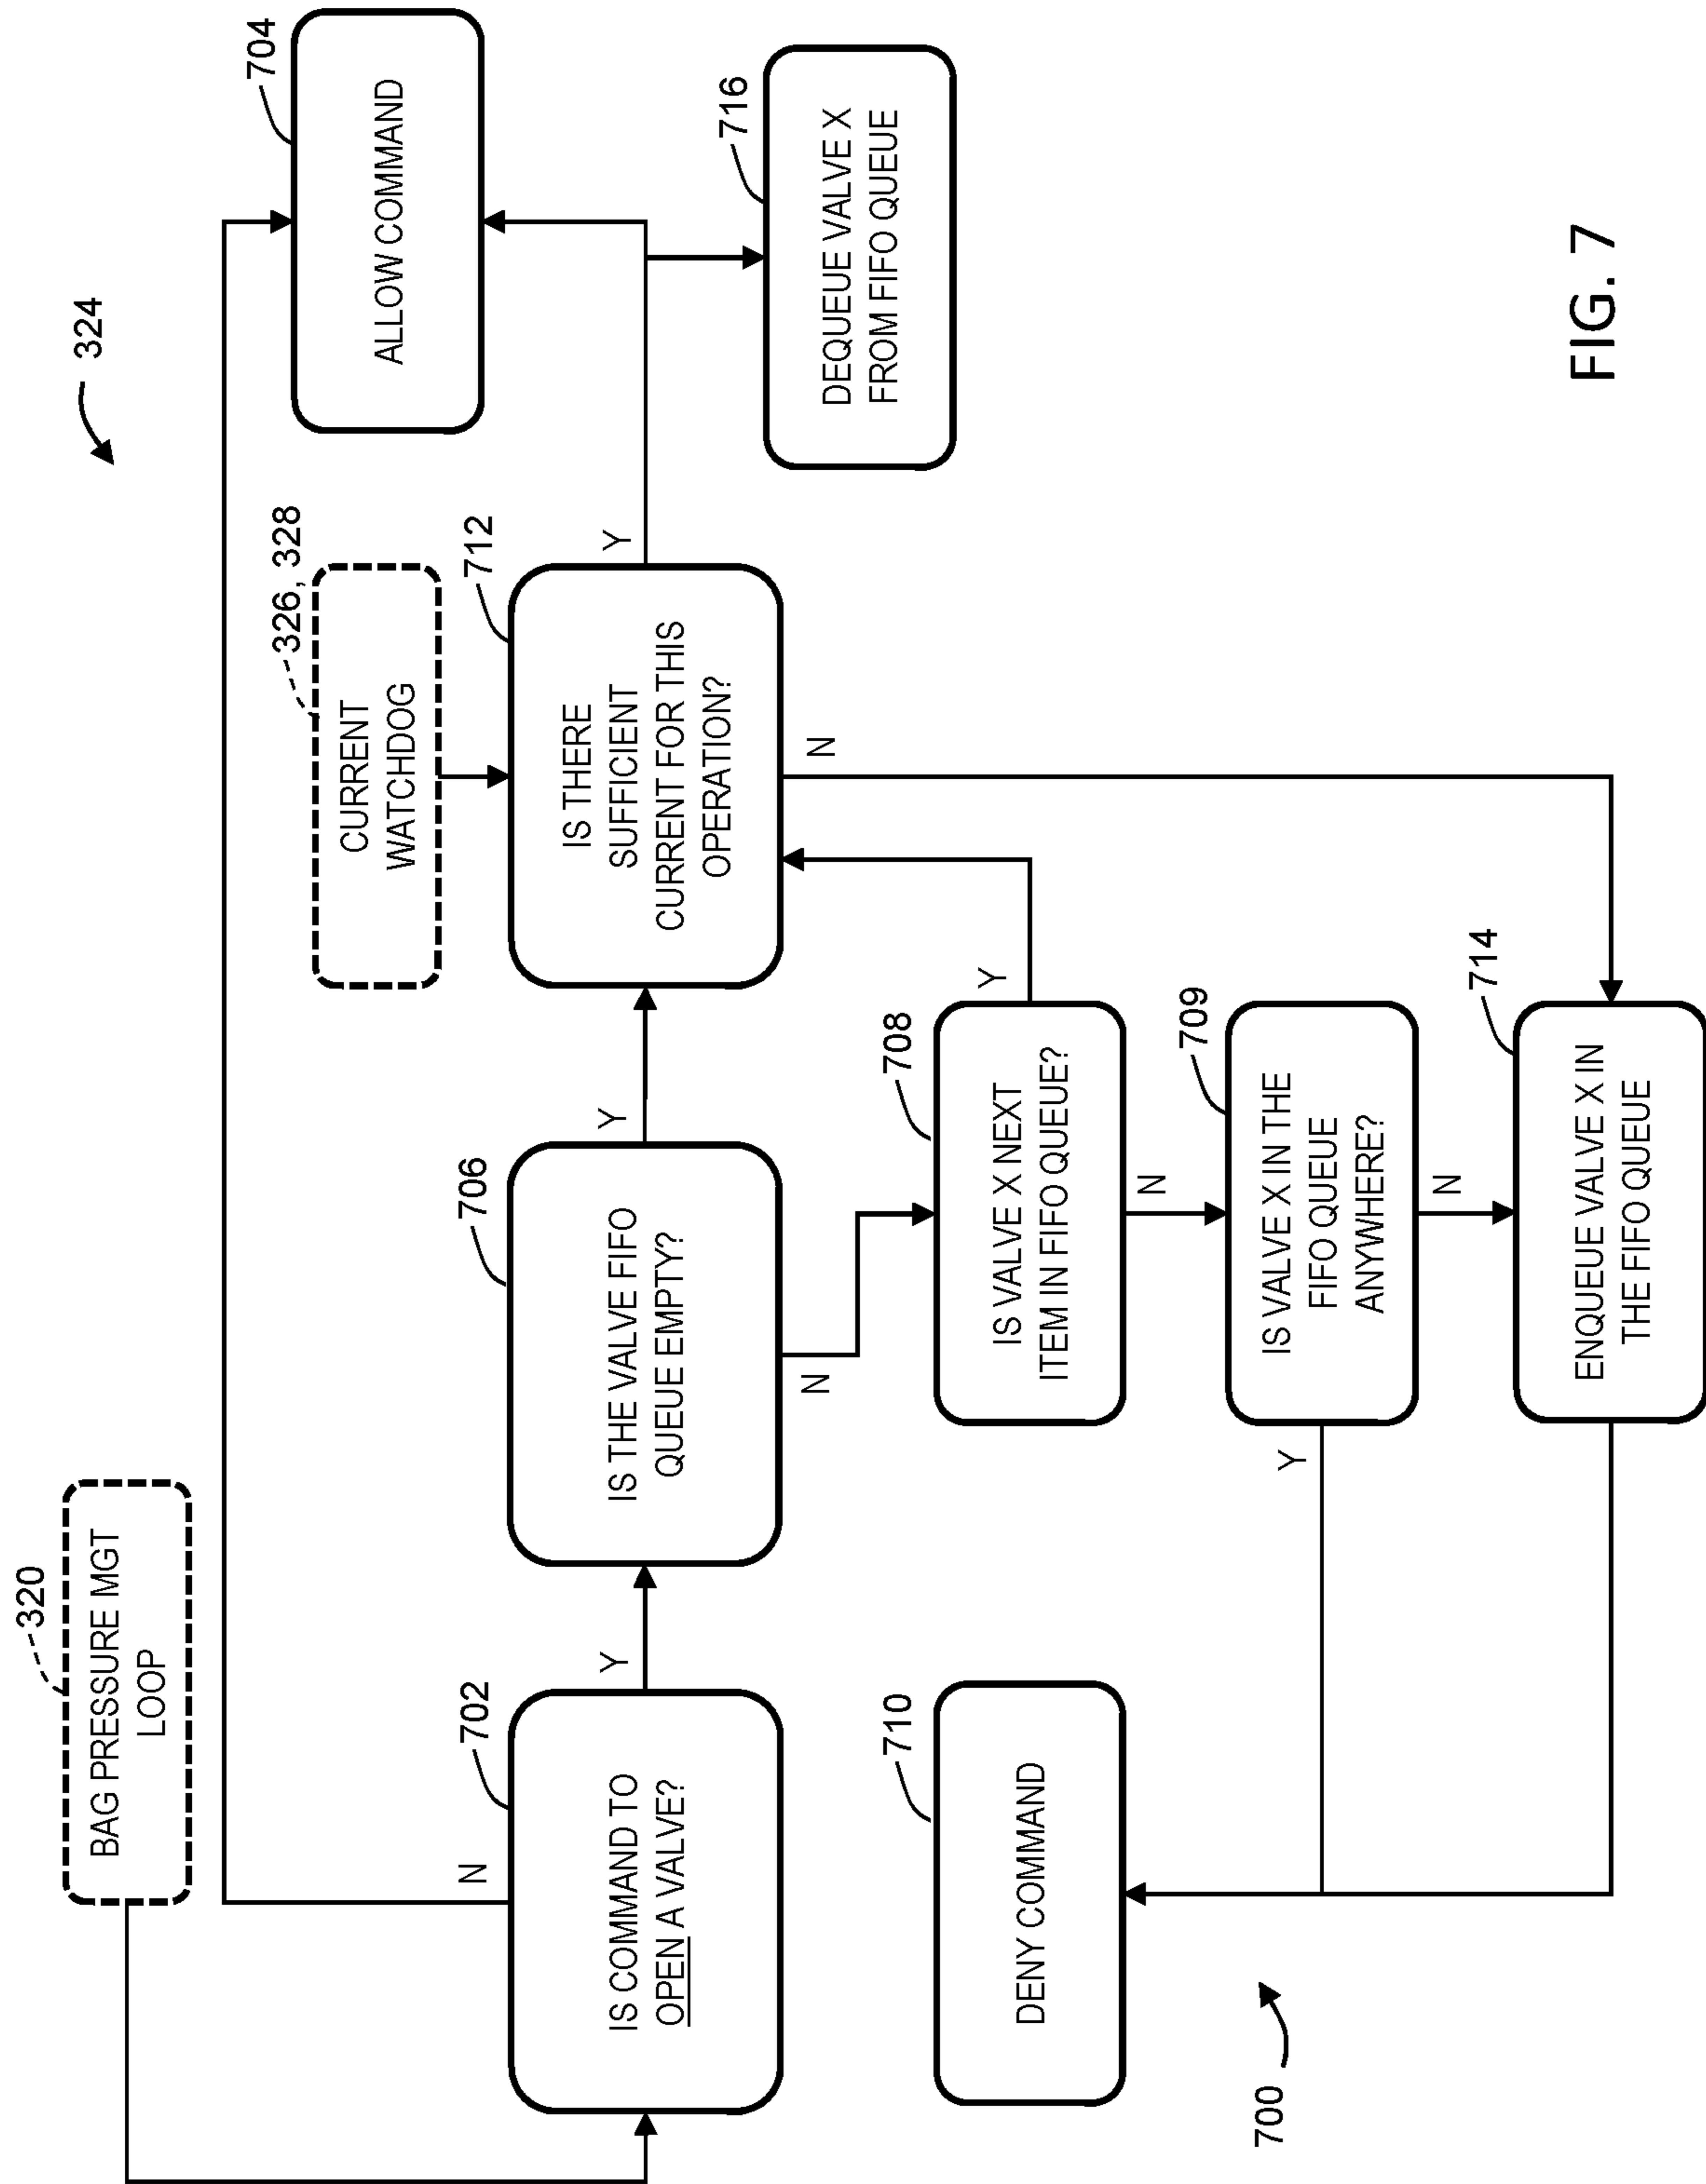 324
320
BAG PRESSURE MGT
LOOP
326, 328
CURRENT
WATCHDOG
704
ALLOW COMMAND
702
IS COMMAND TO
OPEN A VALVE?
N
Y
706
IS THE VALVE FIFO
QUEUE EMPTY?
Y
N
712
IS THERE
SUFFICIENT
CURRENT FOR THIS
OPERATION?
Y
N
716
DEQUEUE VALVE X
FROM FIFO QUEUE
710
DENY COMMAND
708
IS VALVE X NEXT
ITEM IN FIFO QUEUE?
Y
N
709
IS VALVE X IN THE
FIFO QUEUE
ANYWHERE?
Y
N
714
ENQUEUE VALVE X IN
THE FIFO QUEUE
700
FIG. 7